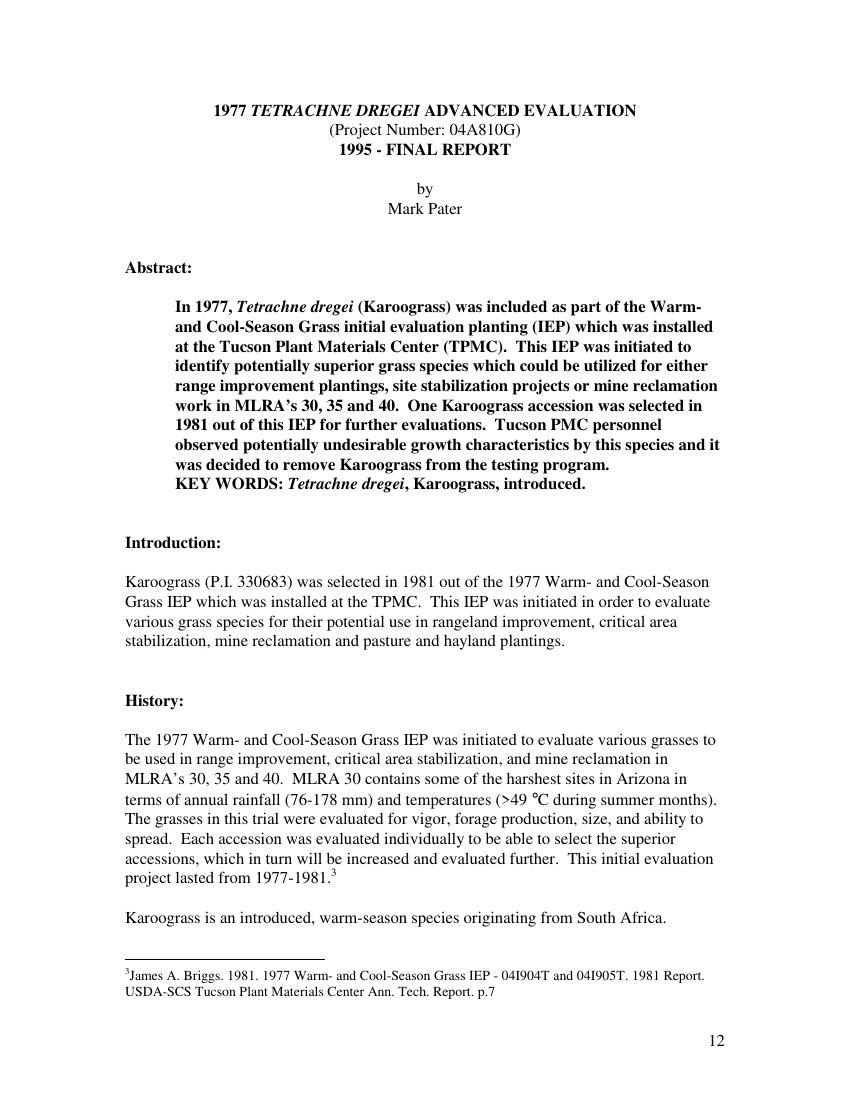 1977 TETRACHNE DREGEI ADVANCED EVALUATION
(Project Number: 04A810G)
1995 - FINAL REPORT
by
Mark Pater
Abstract:
In 1977, Tetrachne dregei (Karoograss) was included as part of the Warm-
and Cool-Season Grass initial evaluation planting (IEP) which was installed
at the Tucson Plant Materials Center (TPMC). This IEP was initiated to
identify potentially superior grass species which could be utilized for either
range improvement plantings, site stabilization projects or mine reclamation
work in MLRA's 30, 35 and 40. One Karoograss accession was selected in
1981 out of this IEP for further evaluations. Tucson PMC personnel
observed potentially undesirable growth characteristics by this species and it
was decided to remove Karoograss from the testing program.
KEY WORDS: Tetrachne dregei, Karoograss, introduced.
Introduction:
Karoograss (P.I. 330683) was selected in 1981 out of the 1977 Warm- and Cool-Season
Grass IEP which was installed at the TPMC. This IEP was initiated in order to evaluate
various grass species for their potential use in rangeland improvement, critical area
stabilization, mine reclamation and pasture and hayland plantings.
History:
The 1977 Warm- and Cool-Season Grass IEP was initiated to evaluate various grasses to
be used in range improvement, critical area stabilization, and mine reclamation in
MLRA's 30, 35 and 40. MLRA 30 contains some of the harshest sites in Arizona in
terms of annual rainfall (76-178 mm) and temperatures (>49 °C during summer months).
The grasses in this trial were evaluated for vigor, forage production, size, and ability to
spread. Each accession was evaluated individually to be able to select the superior
accessions, which in turn will be increased and evaluated further. This initial evaluation
project lasted from 1977-1981.³
Karoograss is an introduced, warm-season species originating from South Africa.
³James A. Briggs. 1981. 1977 Warm- and Cool-Season Grass IEP - 04I904T and 04I905T. 1981 Report.
USDA-SCS Tucson Plant Materials Center Ann. Tech. Report. p.7
12